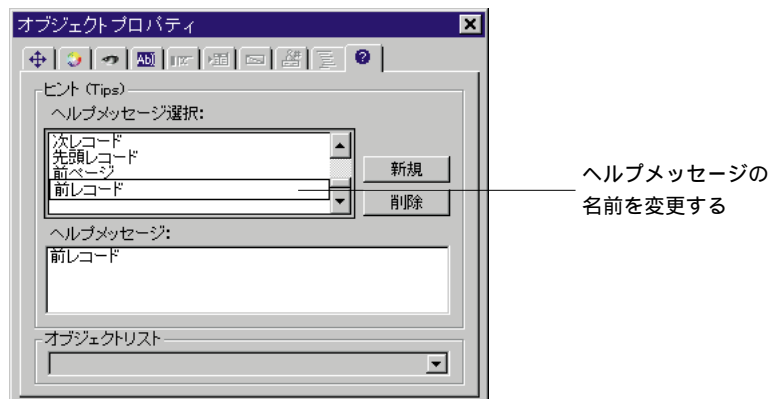 オブジェクトプロパティ
ヒント (Tips)
ヘルプメッセージ選択:
次レコード
先頭レコード
前ページ
前レコード
新規
削除
ヘルプメッセージの
名前を変更する
ヘルプメッセージ:
前レコード
オブジェクトリスト